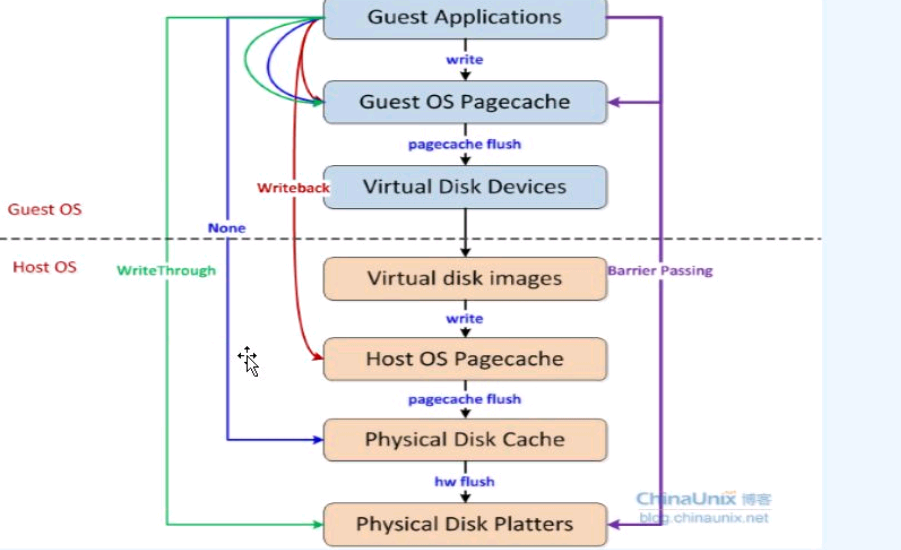 Guest Applications
write
Guest OS Pagecache
pagecache flush
Writeback
Virtual Disk Devices
Guest OS
None
Host OS
WriteThrough
Virtual disk images
Barrier Passing
write
Host OS Pagecache
pagecache flush
Physical Disk Cache
hw flush
ChinaUnix 博客
blog.chinaunix.net
Physical Disk Platters